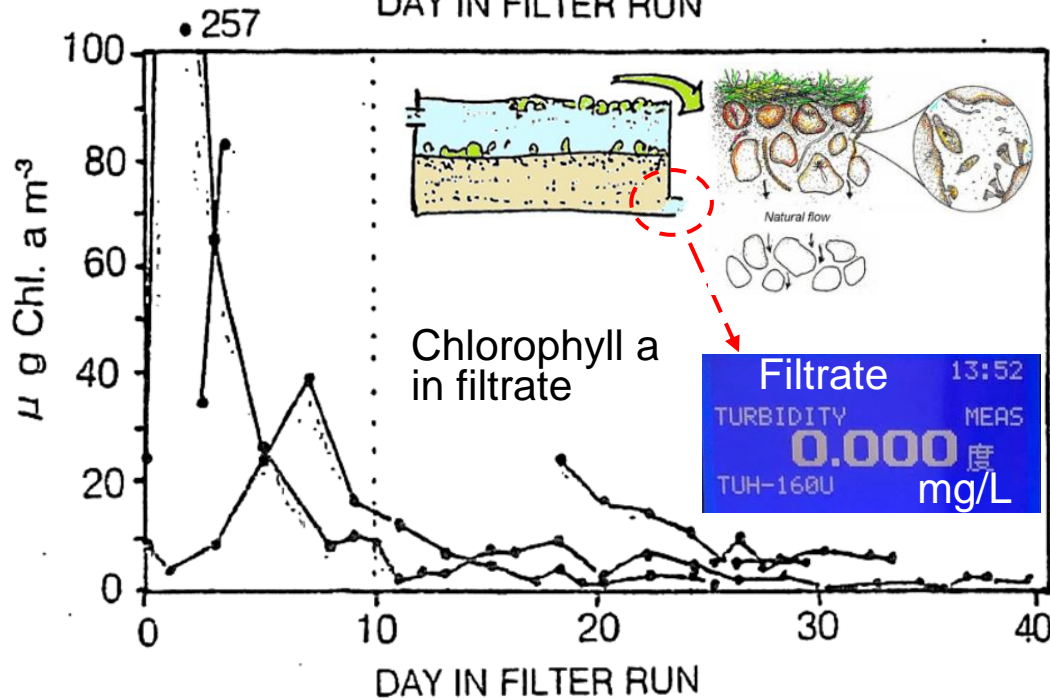 DAY IN FILTER RUN
257
100
80
60
40
20
0
μ g Chl. a m⁻³
Natural flow
Chlorophyll a
in filtrate
Filtrate
13:52
TURBIDITY
MEAS
0.000 度
TUH-160U
mg/L
0
10
20
30
40
DAY IN FILTER RUN